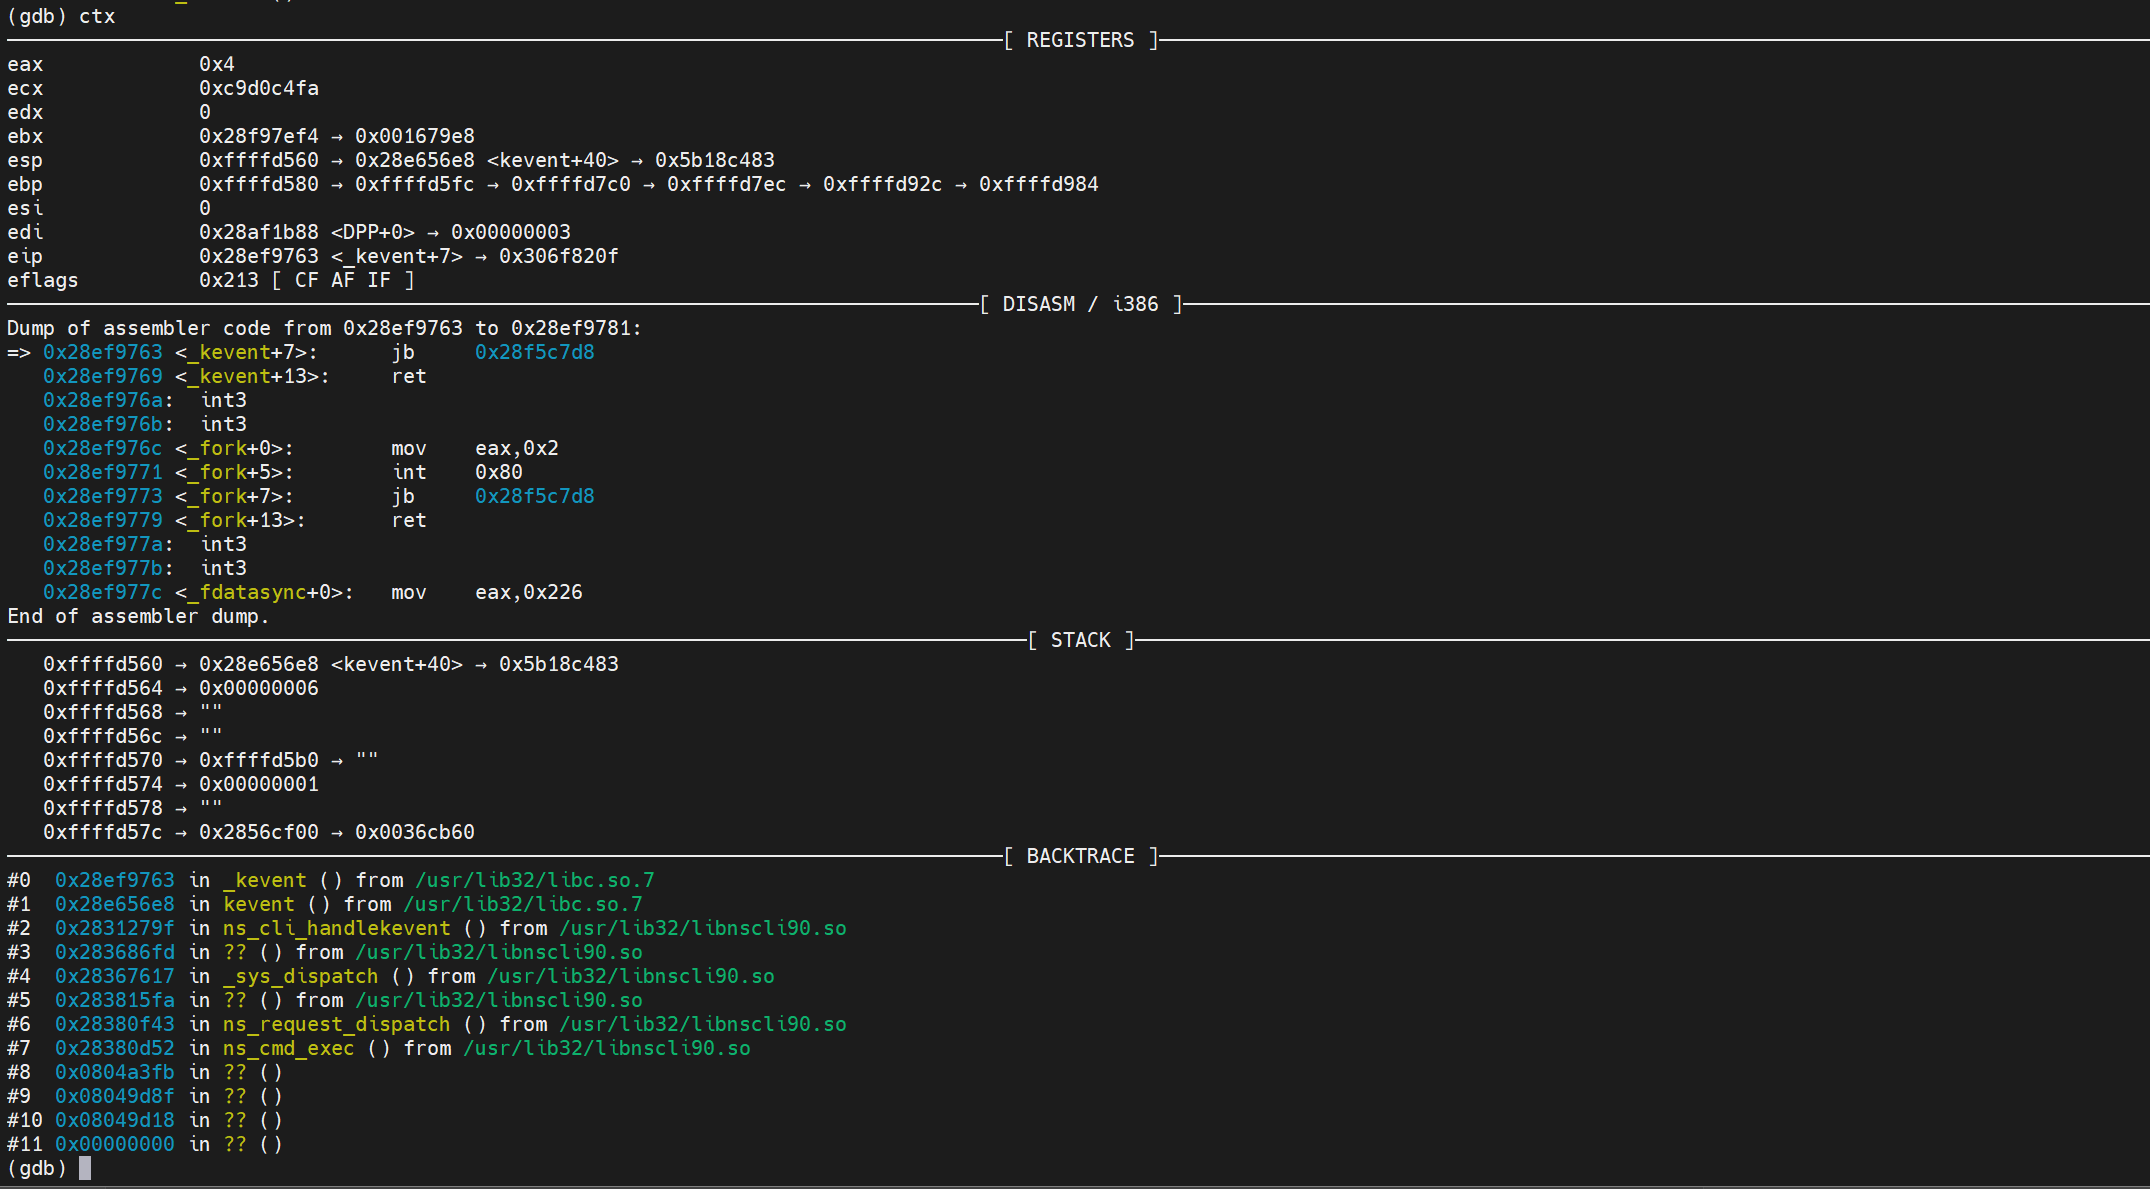 (gdb) ctx
[ REGISTERS ]
eax 0x4
ecx 0xc9d0c4fa
edx 0
ebx 0x28f97ef4 → 0x001679e8
esp 0xffffd560 → 0x28e656e8 <kevent+40> → 0x5b18c483
ebp 0xffffd580 → 0xffffd5fc → 0xffffd7c0 → 0xffffd7ec → 0xffffd92c → 0xffffd984
esi 0
edi 0x28af1b88 <DPP+0> → 0x00000003
eip 0x28ef9763 <_kevent+7> → 0x306f820f
eflags 0x213 [ CF AF IF ]
[ DISASM / i386 ]
Dump of assembler code from 0x28ef9763 to 0x28ef9781:
=> 0x28ef9763 <_kevent+7>: jb 0x28f5c7d8
0x28ef9769 <_kevent+13>: ret
0x28ef976a: int3
0x28ef976b: int3
0x28ef976c <_fork+0>: mov eax,0x2
0x28ef9771 <_fork+5>: int 0x80
0x28ef9773 <_fork+7>: jb 0x28f5c7d8
0x28ef9779 <_fork+13>: ret
0x28ef977a: int3
0x28ef977b: int3
0x28ef977c <_fdatasync+0>: mov eax,0x226
End of assembler dump.
[ STACK ]
0xffffd560 → 0x28e656e8 <kevent+40> → 0x5b18c483
0xffffd564 → 0x00000006
0xffffd568 → ""
0xffffd56c → ""
0xffffd570 → 0xffffd5b0 → ""
0xffffd574 → 0x00000001
0xffffd578 → ""
0xffffd57c → 0x2856cf00 → 0x0036cb60
[ BACKTRACE ]
#0 0x28ef9763 in _kevent () from /usr/lib32/libc.so.7
#1 0x28e656e8 in kevent () from /usr/lib32/libc.so.7
#2 0x2831279f in ns_cli_handlekevent () from /usr/lib32/libnscli90.so
#3 0x283686fd in ?? () from /usr/lib32/libnscli90.so
#4 0x28367617 in _sys_dispatch () from /usr/lib32/libnscli90.so
#5 0x283815fa in ?? () from /usr/lib32/libnscli90.so
#6 0x28380f43 in ns_request_dispatch () from /usr/lib32/libnscli90.so
#7 0x28380d52 in ns_cmd_exec () from /usr/lib32/libnscli90.so
#8 0x0804a3fb in ?? ()
#9 0x08049d8f in ?? ()
#10 0x08049d18 in ?? ()
#11 0x00000000 in ?? ()
(gdb)